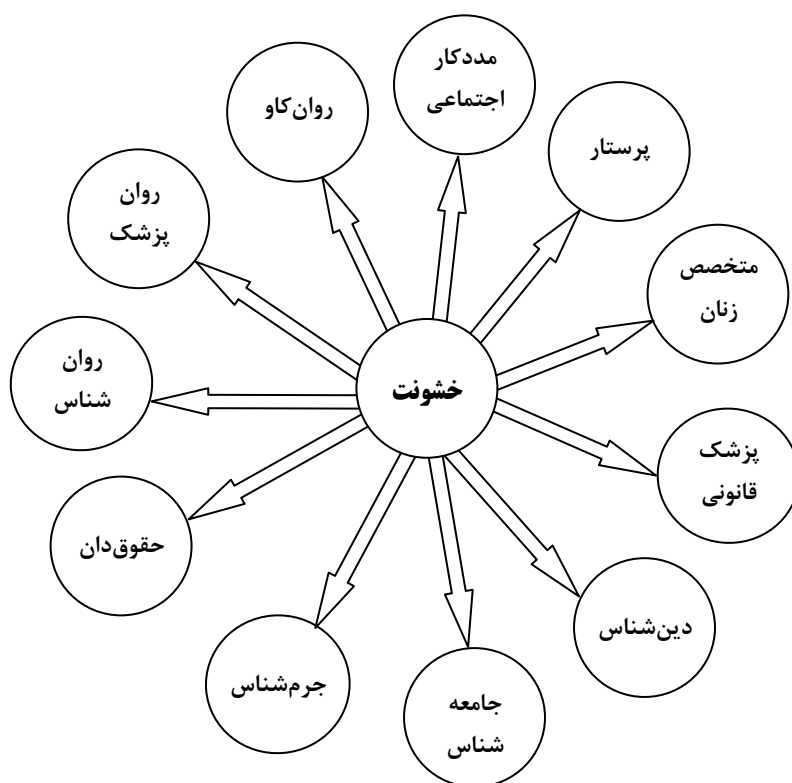 مددکار
اجتماعی
روان‌کاو
پرستار
روان
پزشک
متخصص
زنان
روان
شناس
خشونت
پزشک
قانونی
حقوق‌دان
دین‌شناس
جرم‌شناس
جامعه
شناس